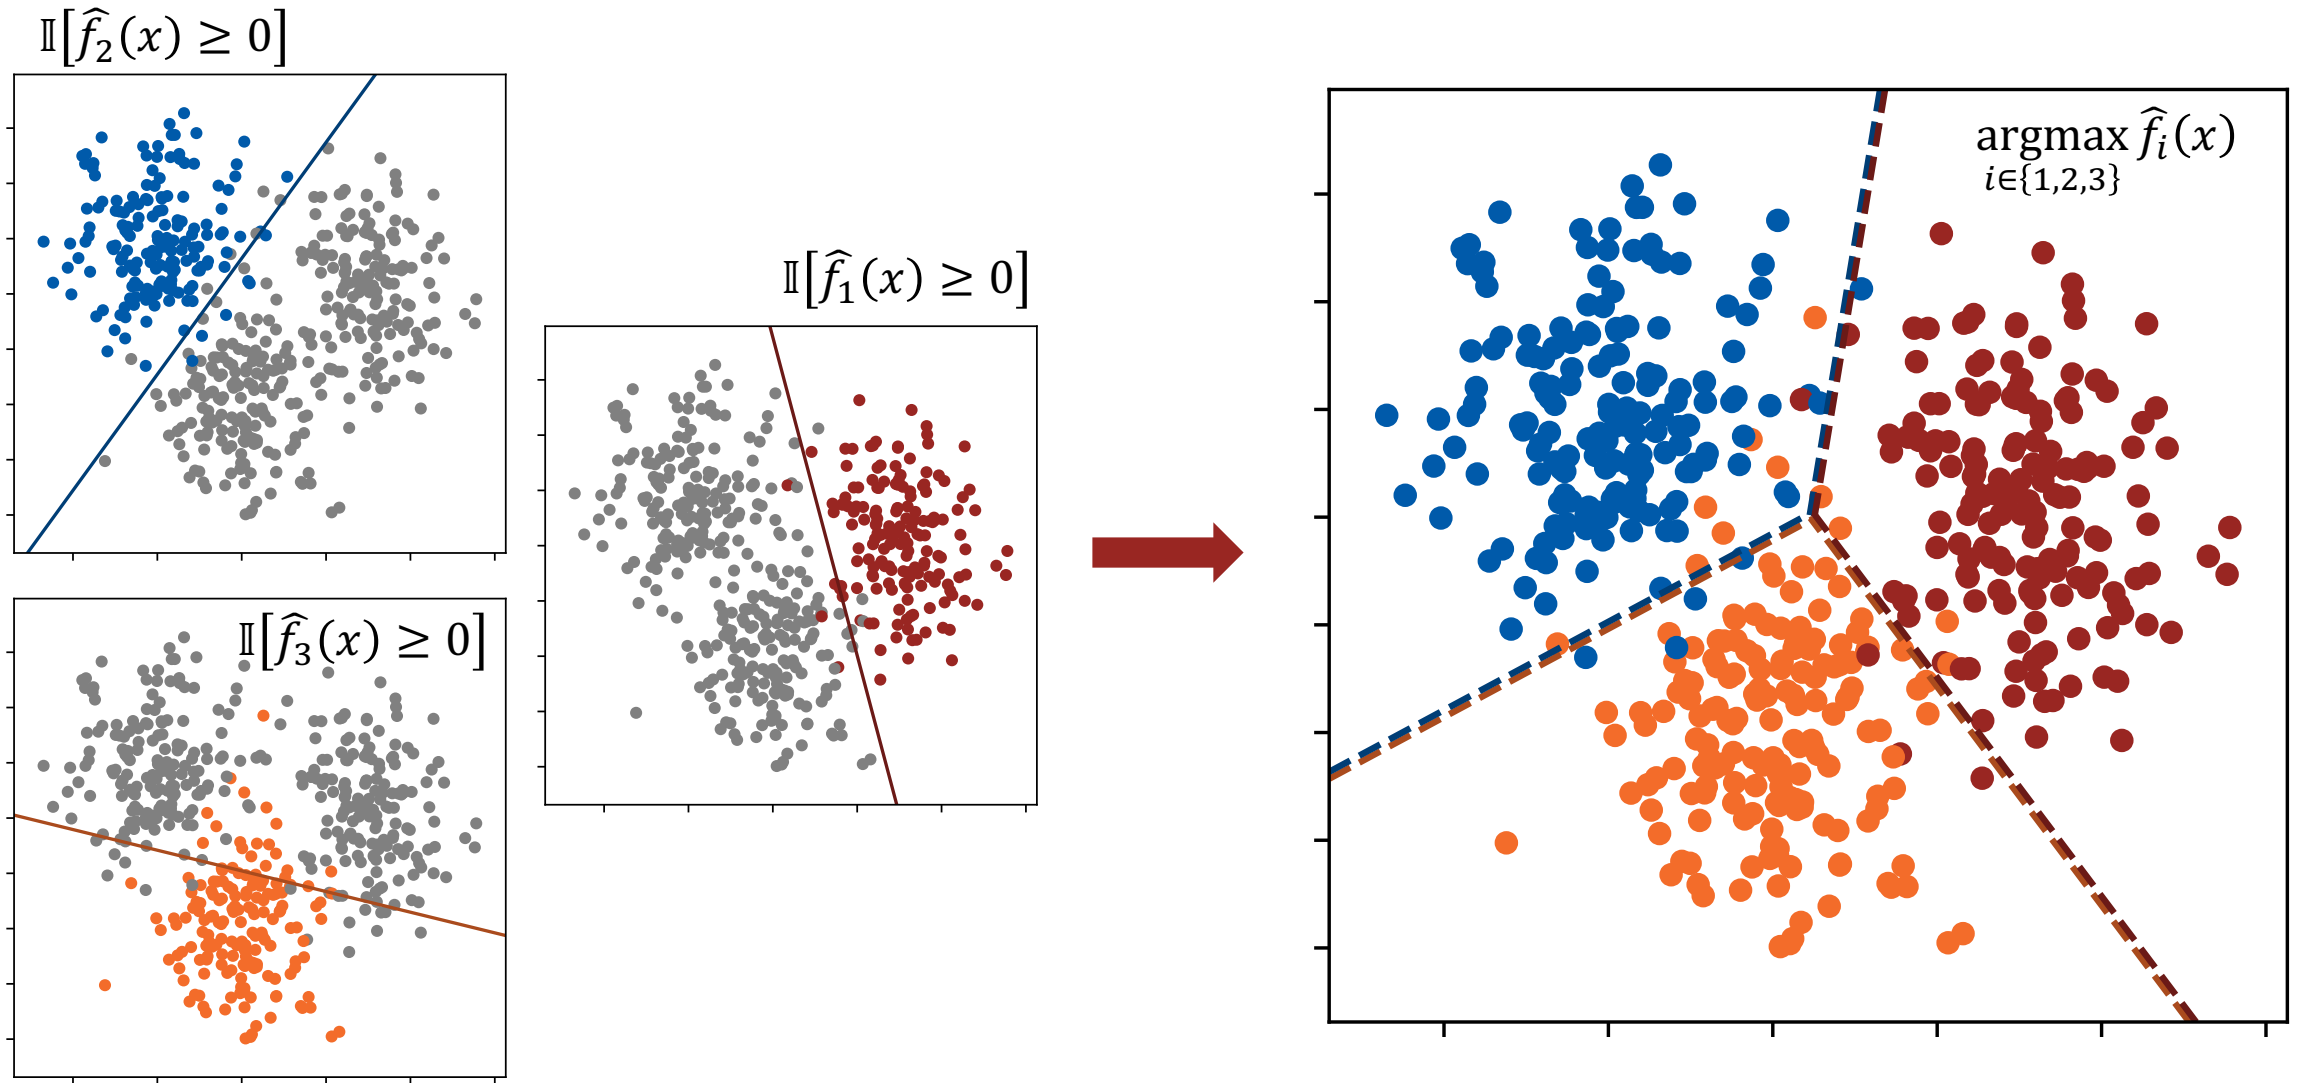 𝕀[f̂₂(x) ≥ 0]
𝕀[f̂₁(x) ≥ 0]
𝕀[f̂₃(x) ≥ 0]
argmax f̂ᵢ(x)
i∈{1,2,3}